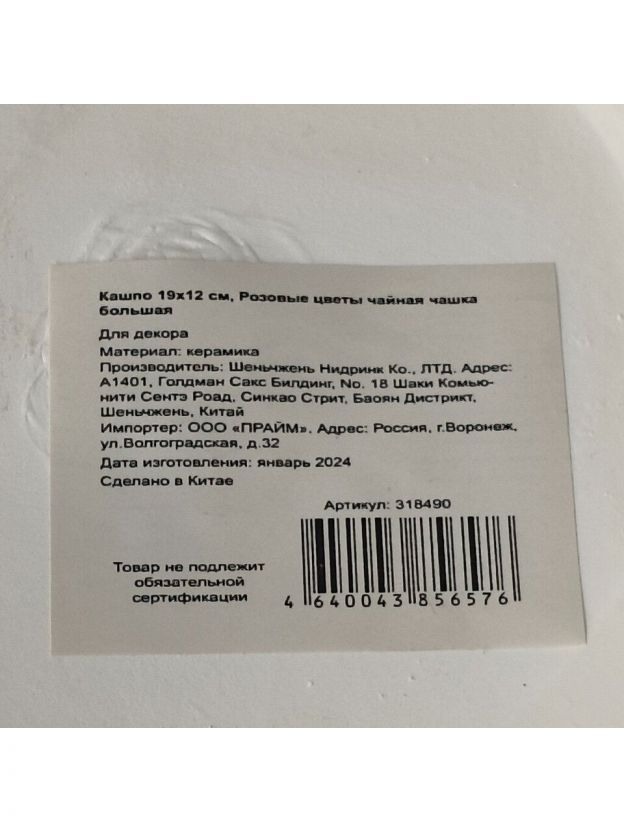 Кашпо 19x12 см, Розовые цветы чайная чашка
большая
Для декора
Материал: керамика
Производитель: Шеньчжень Нидринк Ко., ЛТД. Адрес:
А1401, Голдман Сакс Билдинг, No. 18 Шаки Комью-
нити Сентэ Роад, Синкао Стрит, Баоян Дистрикт,
Шеньчжень, Китай
Импортер: ООО «ПРАЙМ». Адрес: Россия, г.Воронеж,
ул.Волгоградская, д.32
Дата изготовления: январь 2024
Сделано в Китае
Артикул: 318490
Товар не подлежит
обязательной
сертификации
4 640043 856576